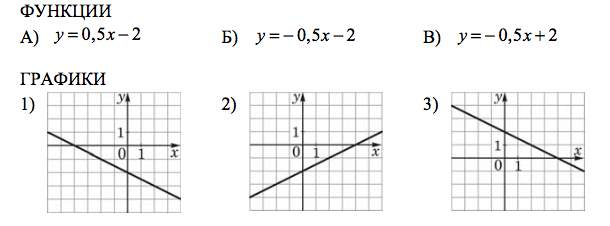 ФУНКЦИИ
А) y=0,5x−2 Б) y=−0,5x−2 В) y=−0,5x+2
ГРАФИКИ
1) 2) 3)
y y y
1 1 1
0 1 x 0 1 x 0 1 x